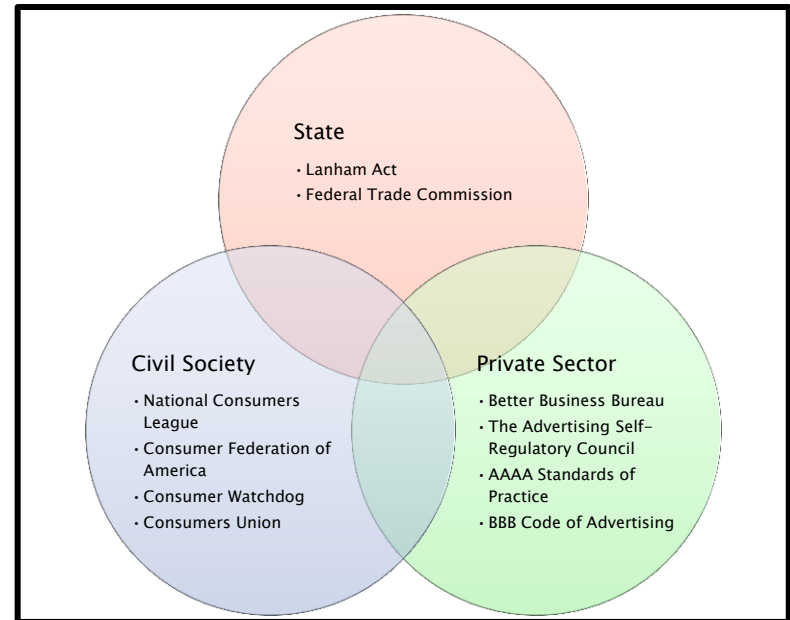 State
• Lanham Act
• Federal Trade Commission
Civil Society
• National Consumers
League
• Consumer Federation of
America
• Consumer Watchdog
• Consumers Union
Private Sector
• Better Business Bureau
• The Advertising Self-
Regulatory Council
• AAAA Standards of
Practice
• BBB Code of Advertising